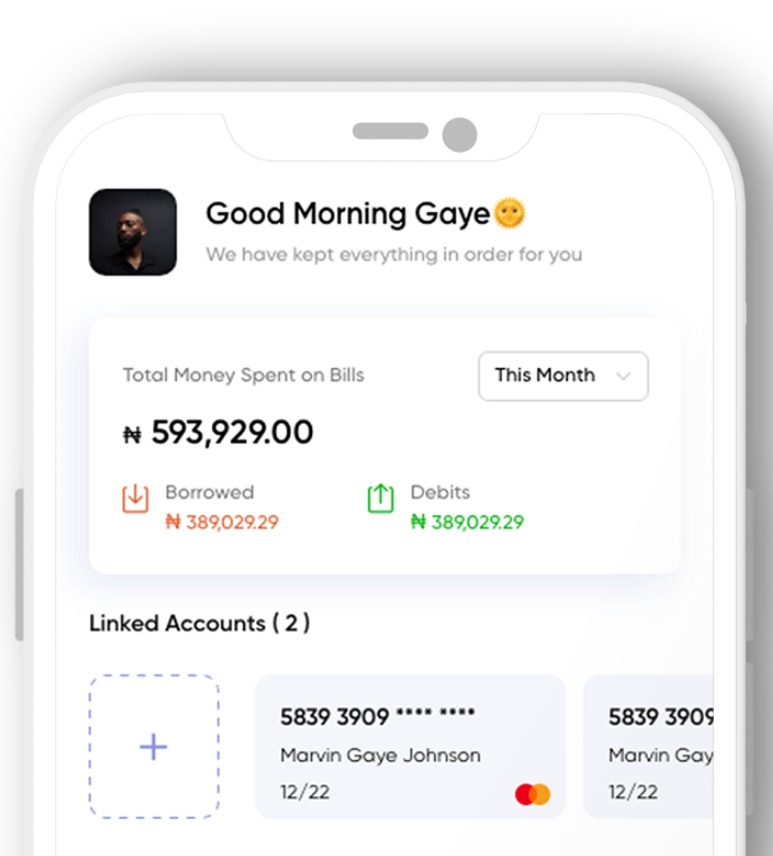 Good Morning Gaye🌞
We have kept everything in order for you
Total Money Spent on Bills
This Month
₦ 593,929.00
Borrowed
₦ 389,029.29
Debits
₦ 389,029.29
Linked Accounts ( 2 )
+
5839 3909 **** ****
Marvin Gaye Johnson
12/22
5839 3909
Marvin Gay
12/22